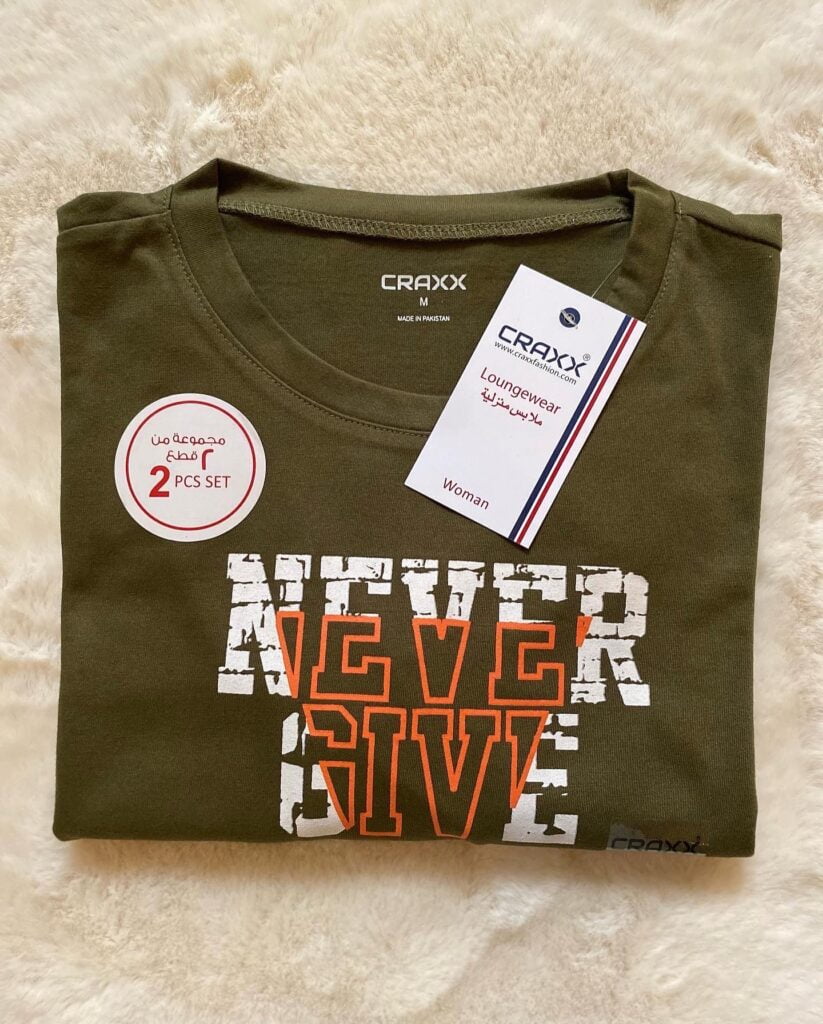 CRAXX
M
MADE IN PAKISTAN
CRAXX®
www.craxxfashion.com
Loungewear
ملابس منزلية
Woman
مجموعة من
٢ قطع
2 PCS SET
NEVER
GIVE
CRAXX